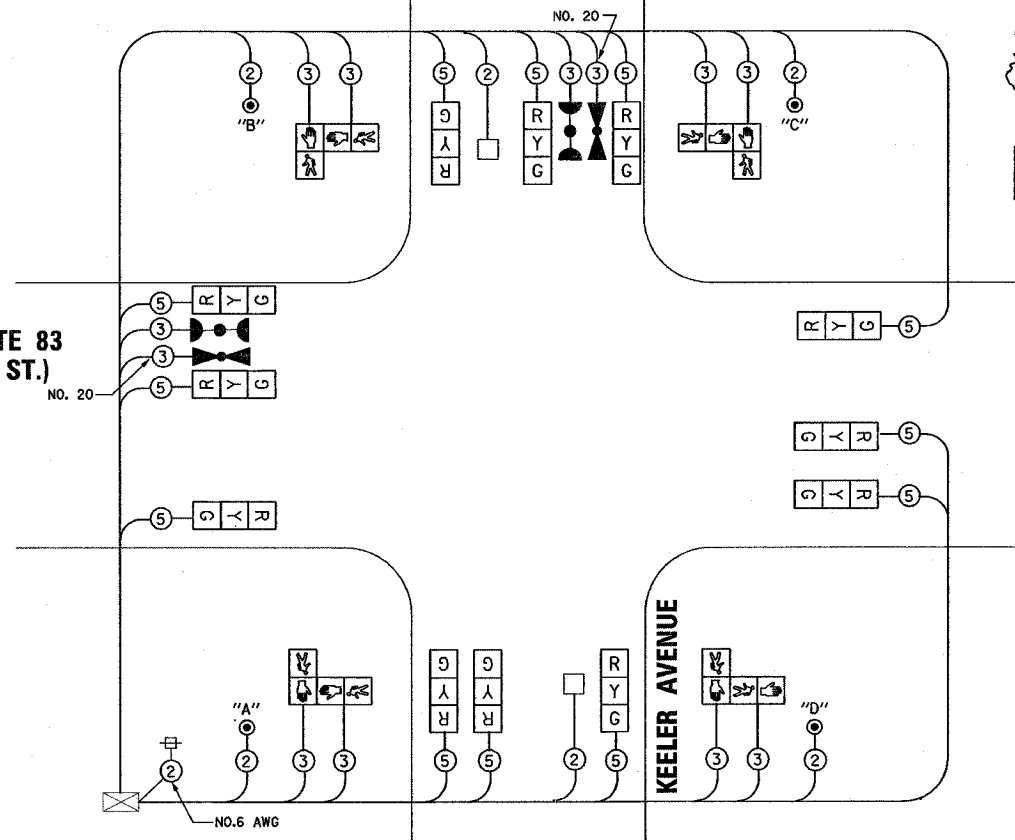 NO. 20
2 3 3 5 2 5 3 3 5 3 3 2
"B"
"C"
G Y R
R Y G
R Y G
5 R Y G
3
TE 83
3
ST.)
NO. 20
5 R Y G
R Y G 5
G Y R 5
G Y R 5
5 G Y R
KEELER AVENUE
G Y R
G Y R
R Y G
"A"
"D"
2 2 3 3 5 5 2 5 3 3 2
NO.6 AWG